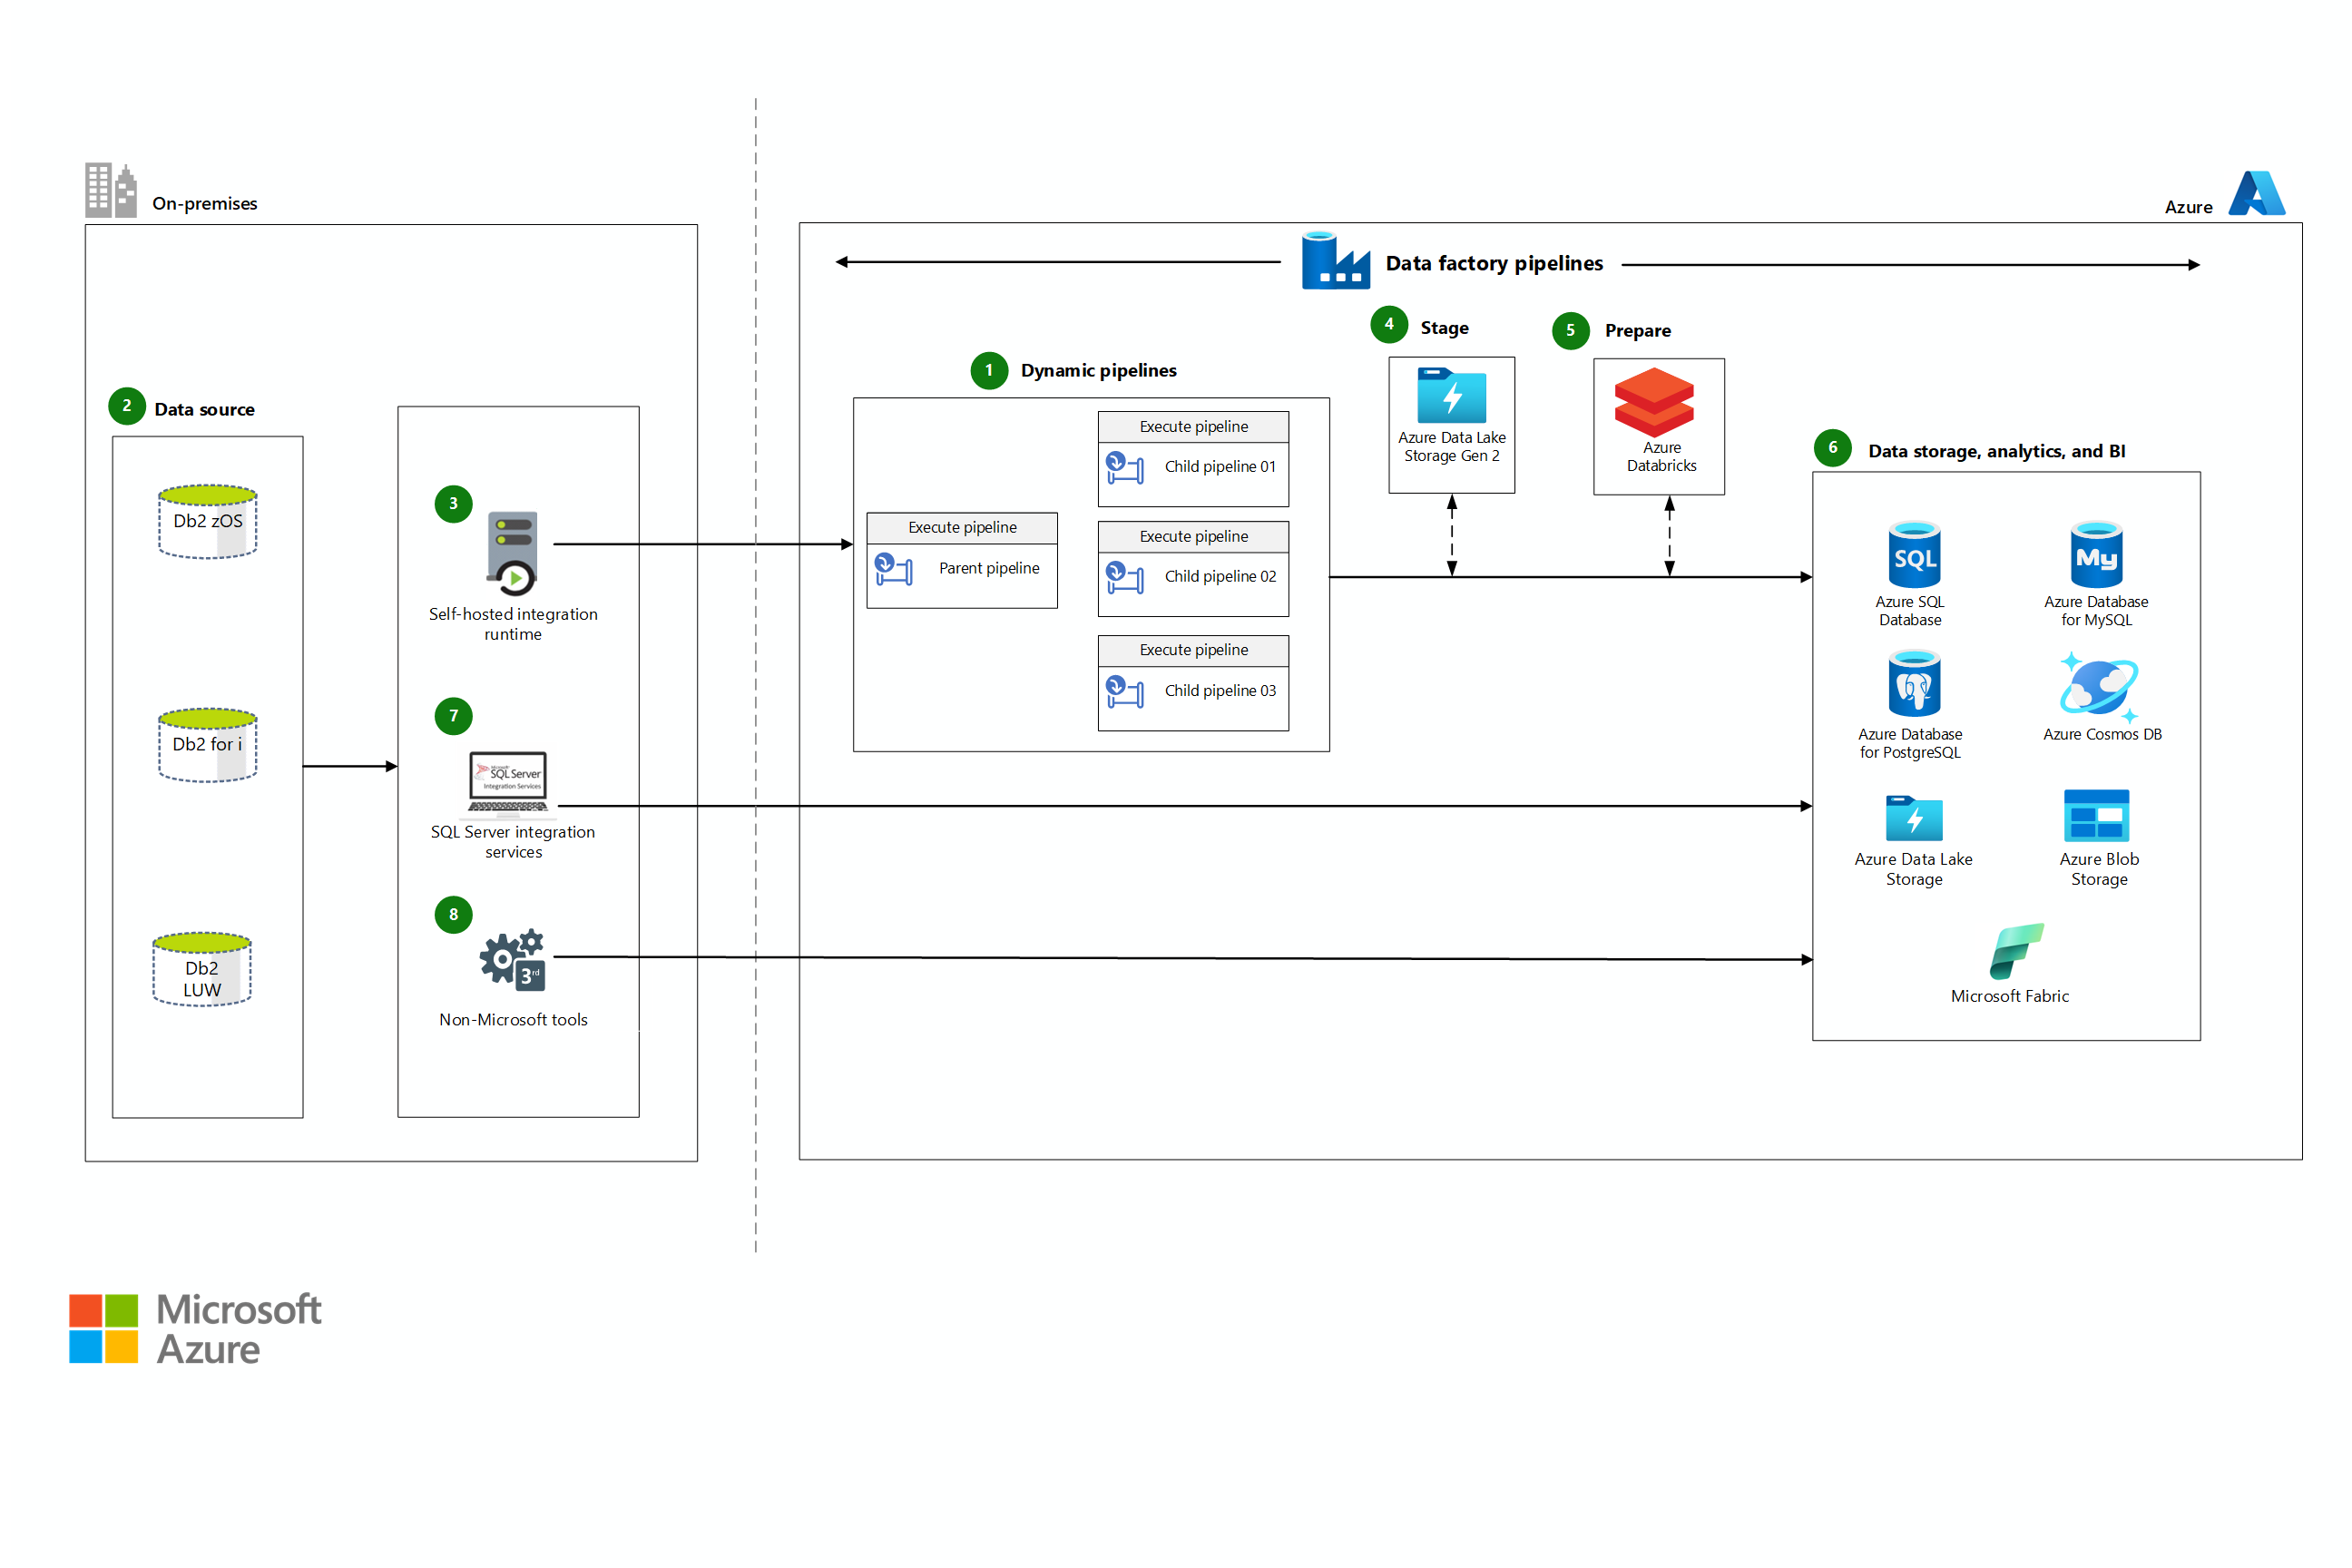 On-premises
Azure
Data factory pipelines
4
Stage
5
Prepare
1
Dynamic pipelines
2
Data source
Execute pipeline
Child pipeline 01
Azure Data Lake
Storage Gen 2
Azure
Databricks
6
Data storage, analytics, and BI
Db2 zOS
3
Self-hosted integration
runtime
Execute pipeline
Parent pipeline
Execute pipeline
Child pipeline 02
Execute pipeline
Child pipeline 03
SQL
Azure SQL
Database
My
Azure Database
for MySQL
Azure Database
for PostgreSQL
Azure Cosmos DB
Db2 for i
7
Microsoft
SQL Server
Integration Services
SQL Server integration
services
Azure Data Lake
Storage
Azure Blob
Storage
Db2
LUW
8
3rd
Non-Microsoft tools
Microsoft Fabric
Microsoft
Azure